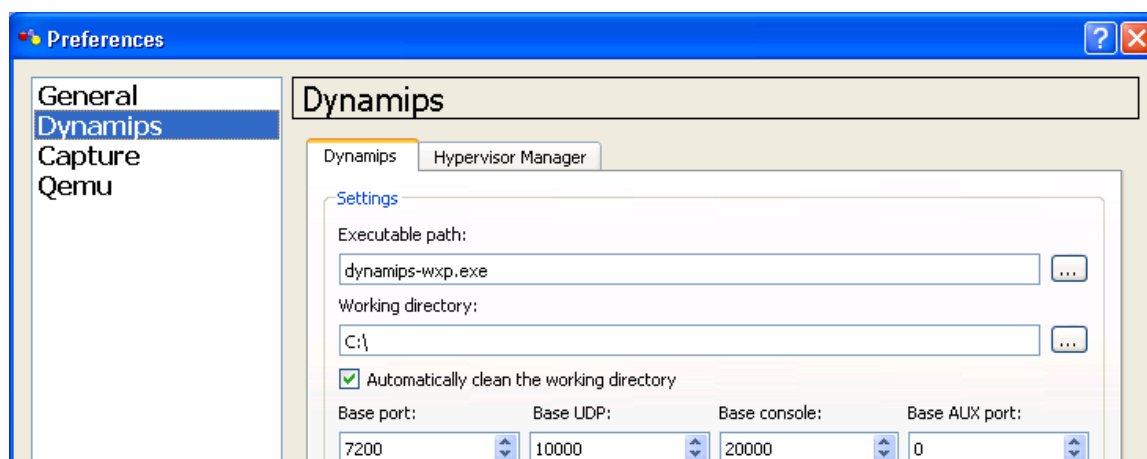 Preferences
General
Dynamips
Capture
Qemu
Dynamips
Dynamips Hypervisor Manager
Settings
Executable path:
dynamips-wxp.exe
...
Working directory:
C:\
...
Automatically clean the working directory
Base port: Base UDP: Base console: Base AUX port:
7200 10000 20000 0